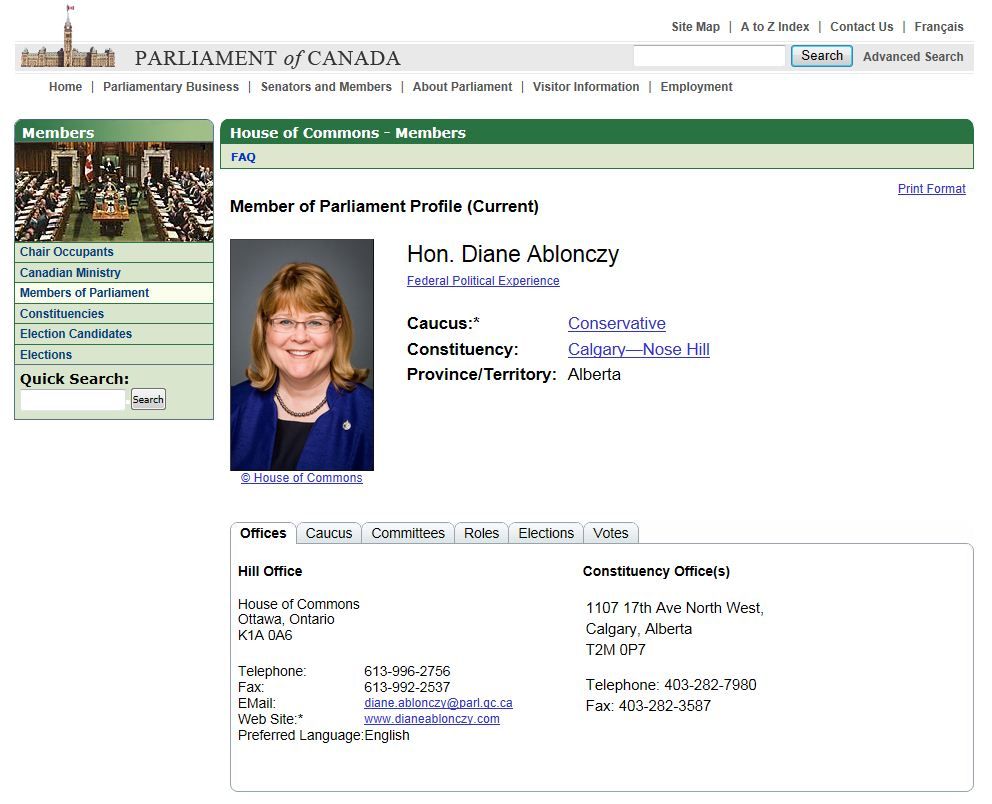 Site Map | A to Z Index | Contact Us | Français
PARLIAMENT of CANADA
Search Advanced Search
Home | Parliamentary Business | Senators and Members | About Parliament | Visitor Information | Employment
Members
Chair Occupants
Canadian Ministry
Members of Parliament
Constituencies
Election Candidates
Elections
Quick Search:
Search
House of Commons - Members
FAQ
Print Format
Member of Parliament Profile (Current)
Hon. Diane Ablonczy
Federal Political Experience
Caucus:* Conservative
Constituency: Calgary—Nose Hill
Province/Territory: Alberta
© House of Commons
Offices Caucus Committees Roles Elections Votes
Hill Office
House of Commons
Ottawa, Ontario
K1A 0A6
Telephone: 613-996-2756
Fax: 613-992-2537
EMail: diane.ablonczy@parl.gc.ca
Web Site:* www.dianeablonczy.com
Preferred Language:English
Constituency Office(s)
1107 17th Ave North West,
Calgary, Alberta
T2M 0P7
Telephone: 403-282-7980
Fax: 403-282-3587